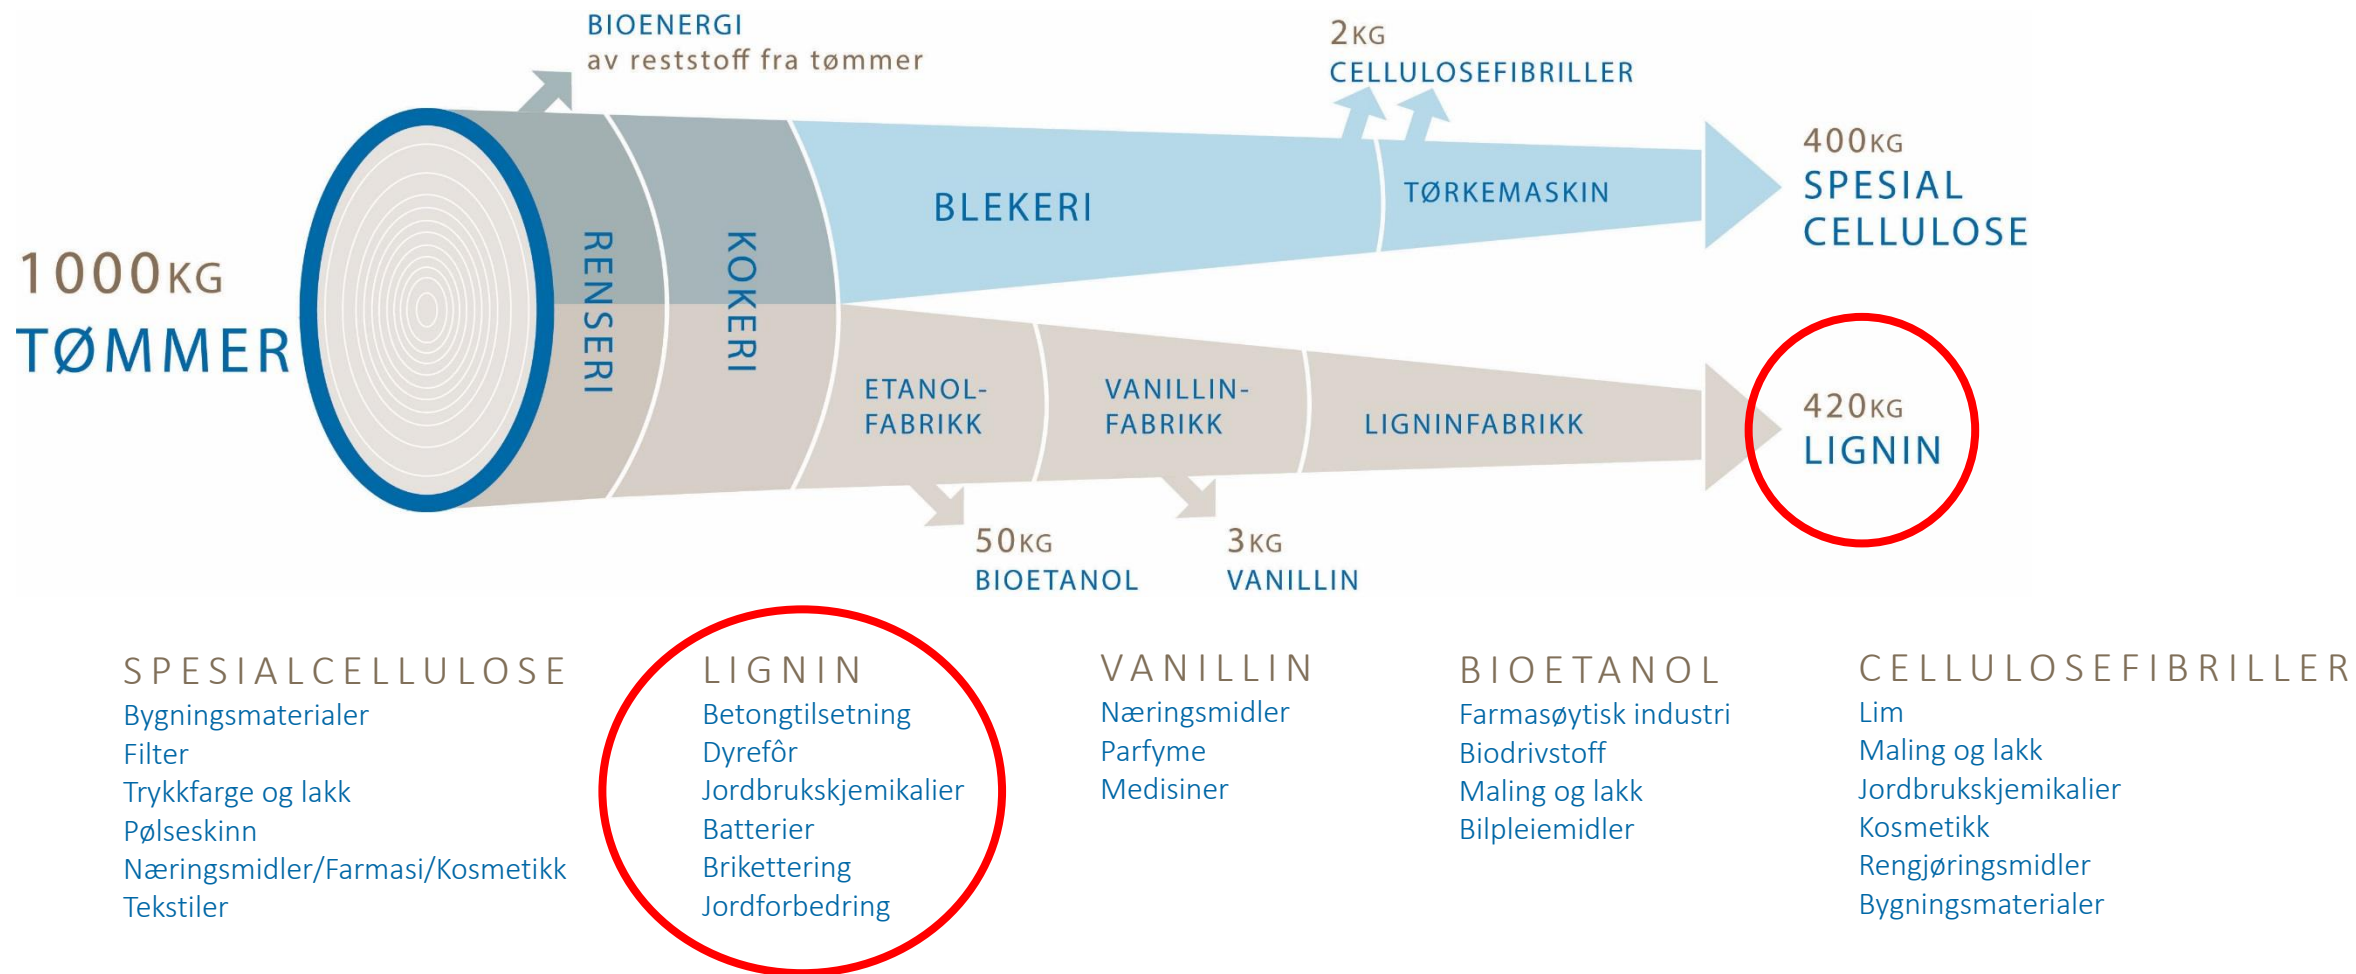 BIOENERGI
av reststoff fra tømmer
2KG
CELLULOSEFIBRILLER
1000KG
TØMMER
RENSERI
KOKERI
BLEKERI
TØRKEMASKIN
400KG
SPESIAL
CELLULOSE
ETANOL-
FABRIKK
VANILLIN-
FABRIKK
LIGNINFABRIKK
420KG
LIGNIN
50KG
BIOETANOL
3KG
VANILLIN
SPESIALCELLULOSE
Bygningsmaterialer
Filter
Trykkfarge og lakk
Pølseskinn
Næringsmidler/Farmasi/Kosmetikk
Tekstiler
LIGNIN
Betongtilsetning
Dyrefôr
Jordbrukskjemikalier
Batterier
Brikettering
Jordforbedring
VANILLIN
Næringsmidler
Parfyme
Medisiner
BIOETANOL
Farmasøytisk industri
Biodrivstoff
Maling og lakk
Bilpleiemidler
CELLULOSEFIBRILLER
Lim
Maling og lakk
Jordbrukskjemikalier
Kosmetikk
Rengjøringsmidler
Bygningsmaterialer